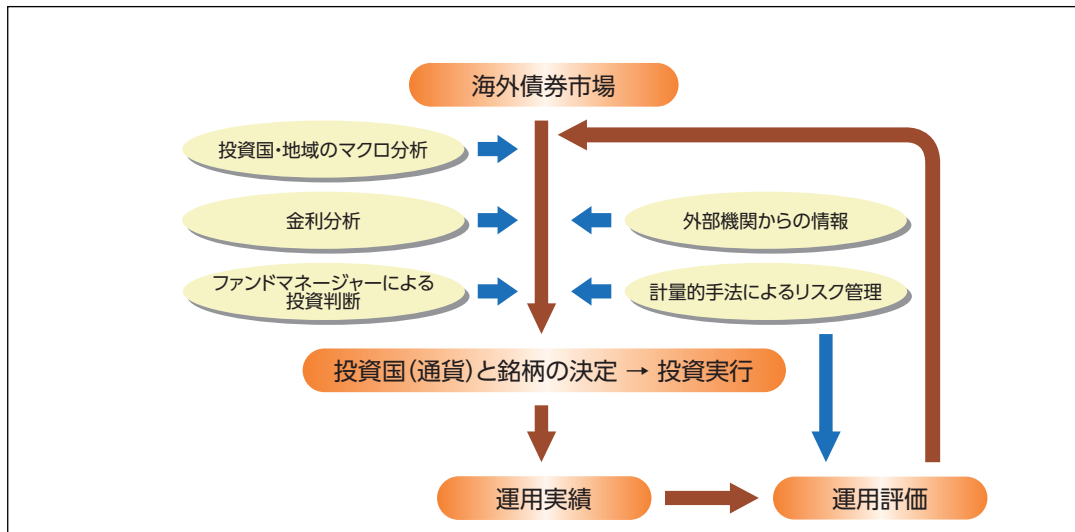 海外債券市場
投資国・地域のマクロ分析
金利分析
外部機関からの情報
ファンドマネージャーによる
投資判断
計量的手法によるリスク管理
投資国（通貨）と銘柄の決定 → 投資実行
運用実績
運用評価